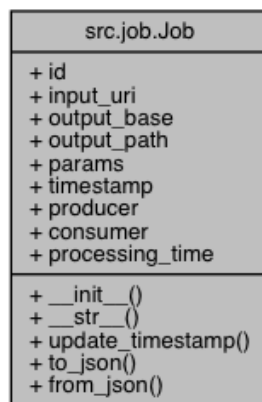 src.job.Job
+ id
+ input_uri
+ output_base
+ output_path
+ params
+ timestamp
+ producer
+ consumer
+ processing_time
+ __init__()
+ __str__()
+ update_timestamp()
+ to_json()
+ from_json()